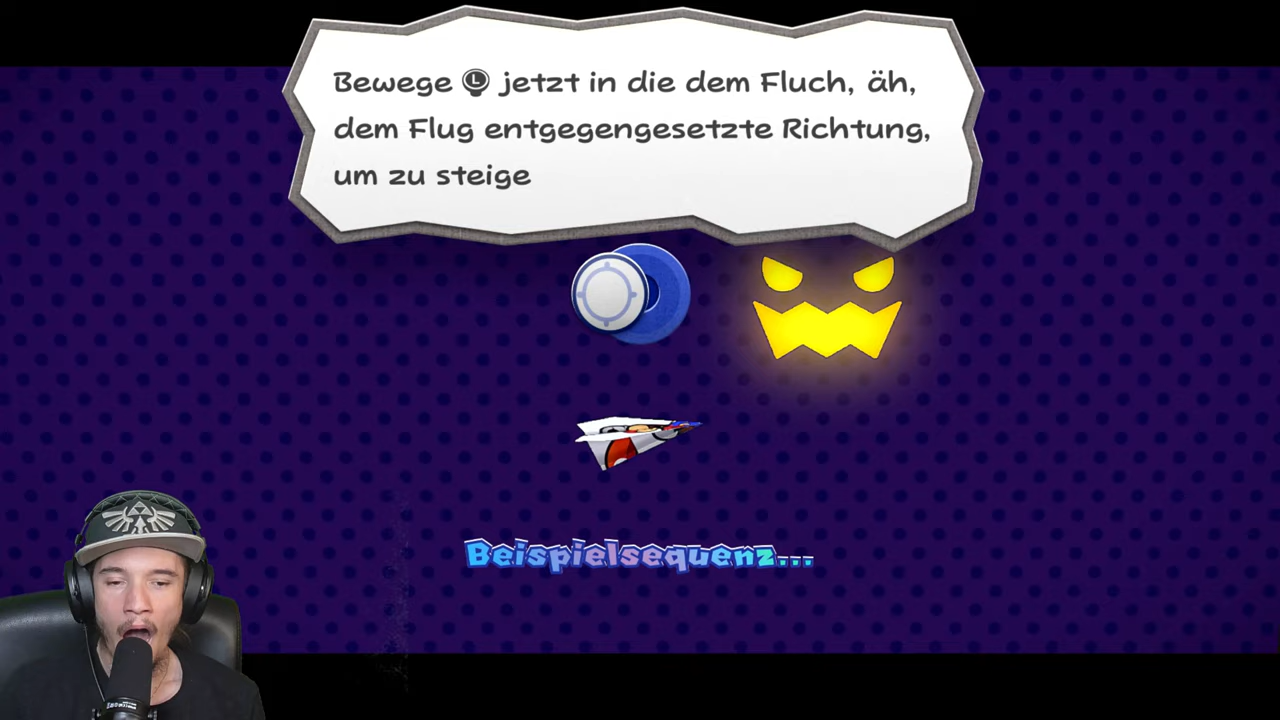 Bewege L jetzt in die dem Fluch, äh,
dem Flug entgegengesetzte Richtung,
um zu steige
Beispielsequenz...